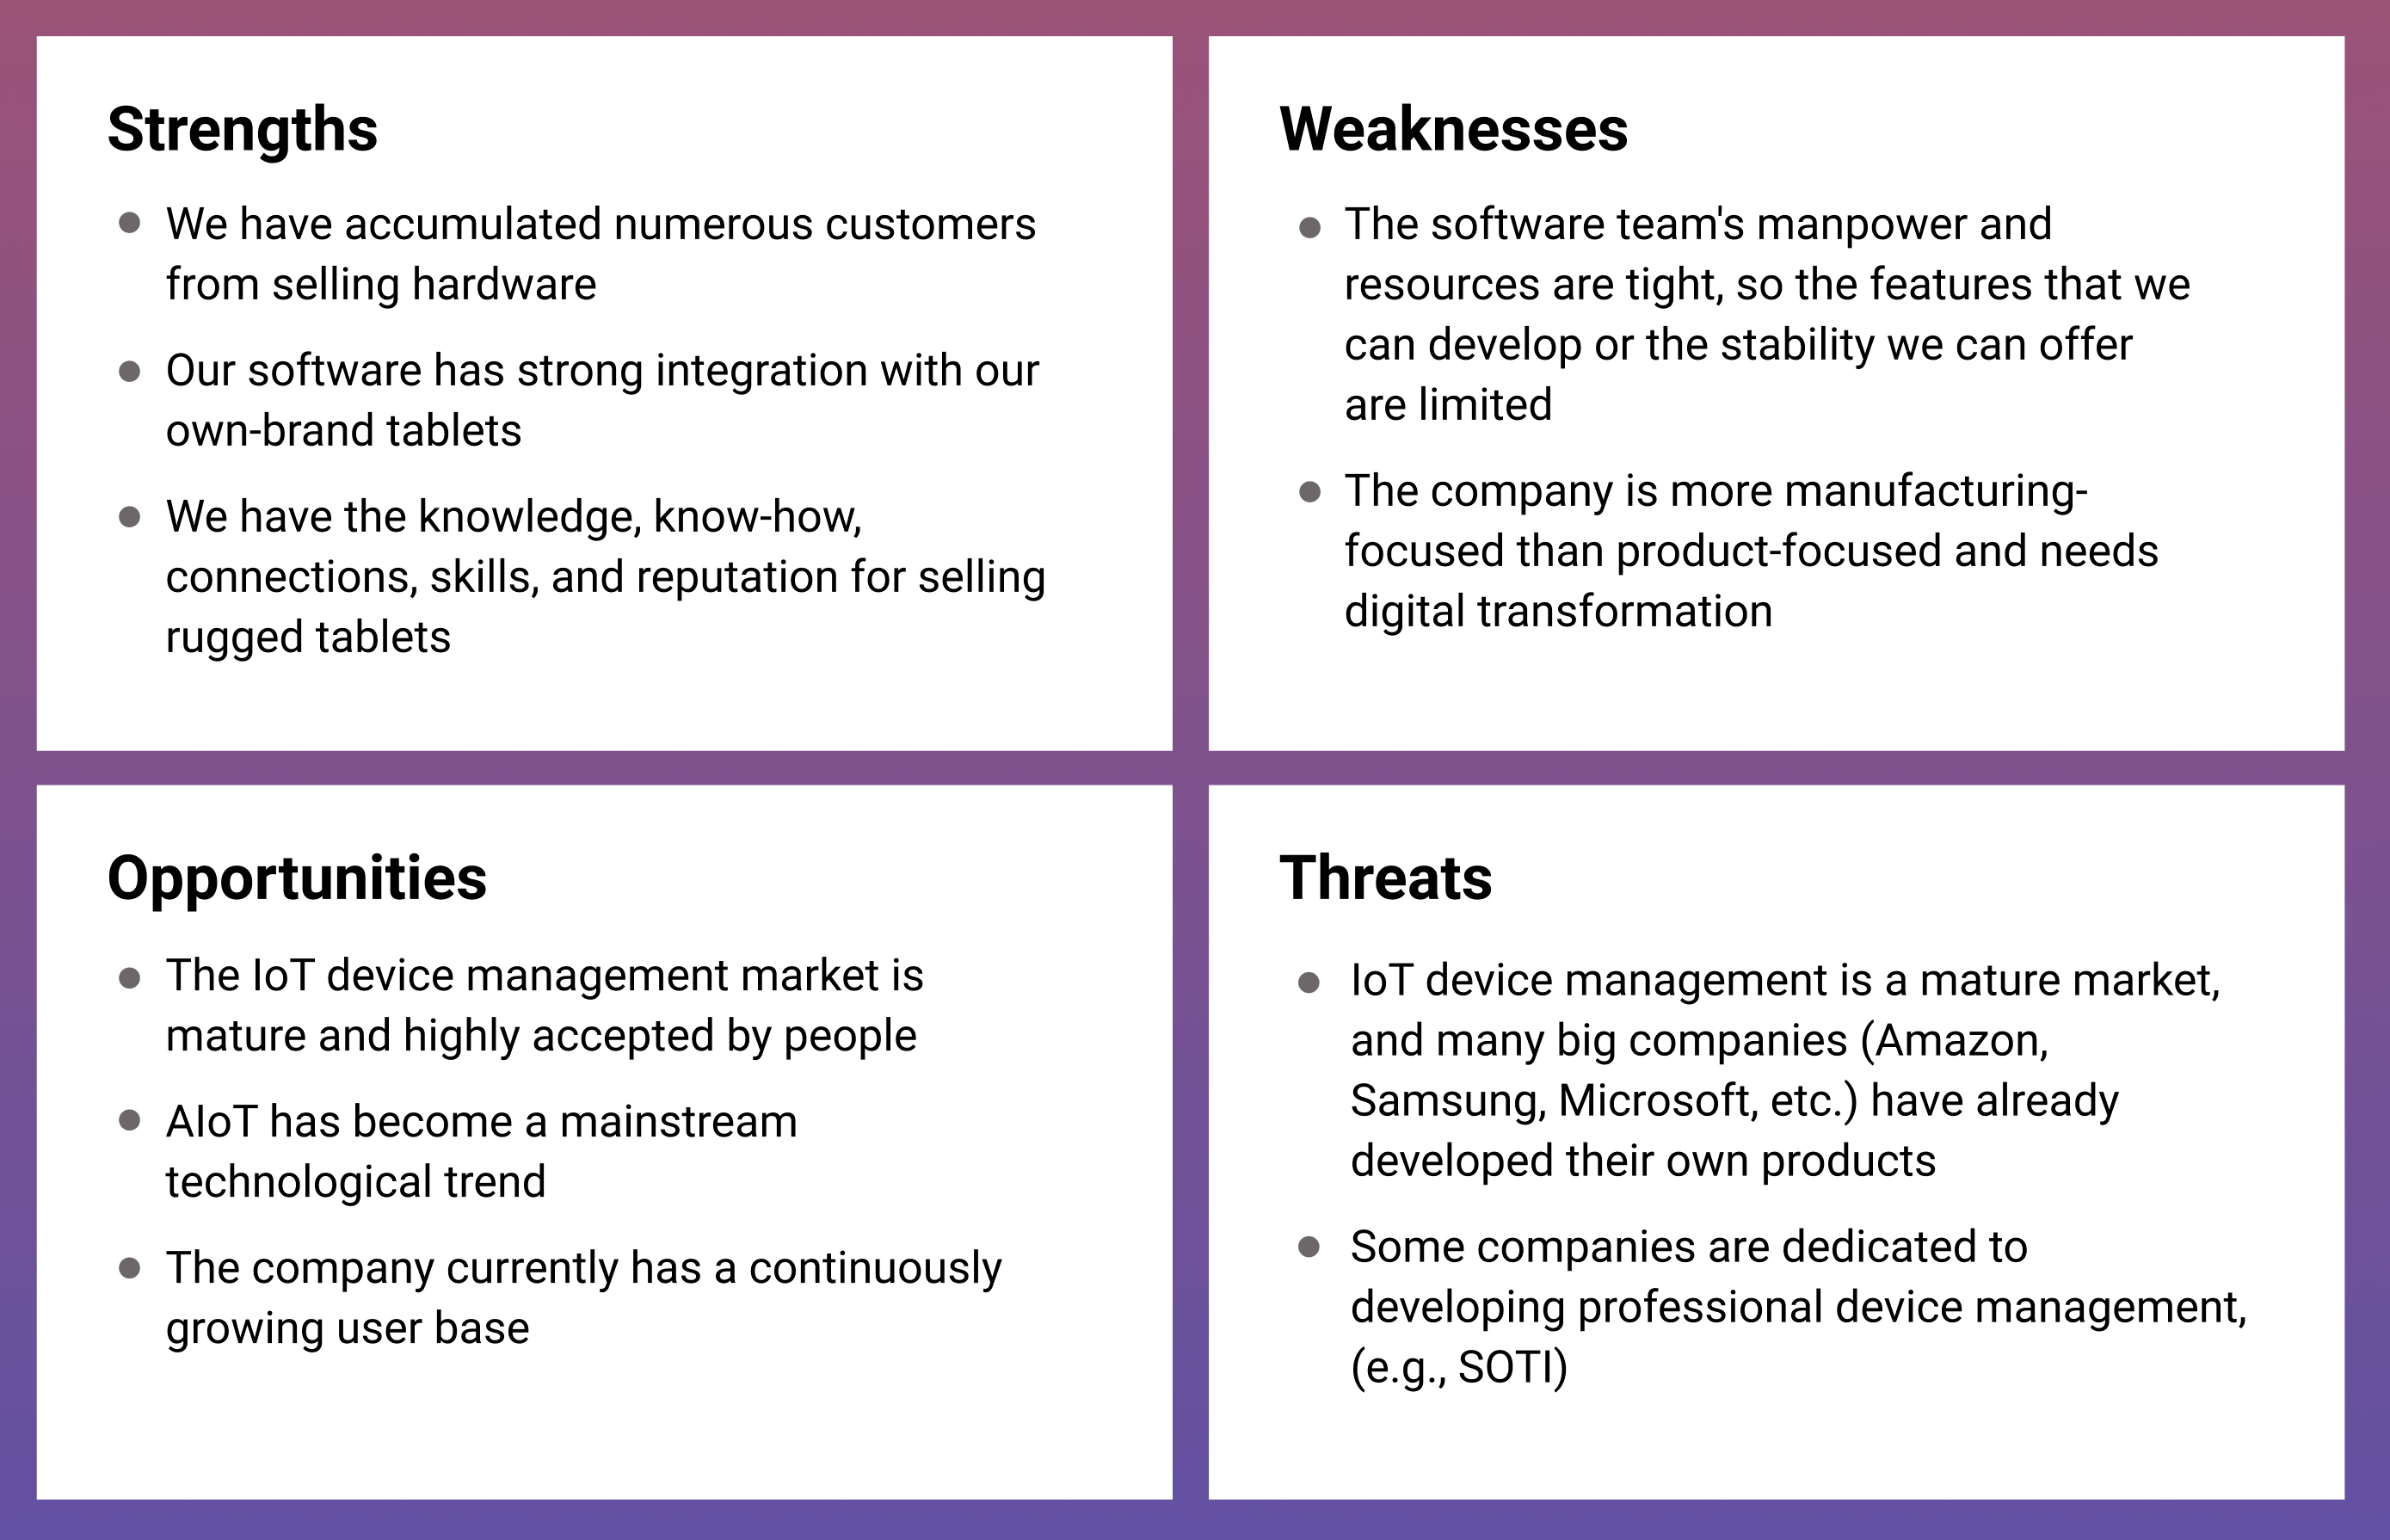 Strengths
We have accumulated numerous customers
from selling hardware
Our software has strong integration with our
own-brand tablets
We have the knowledge, know-how,
connections, skills, and reputation for selling
rugged tablets
Weaknesses
The software team's manpower and
resources are tight, so the features that we
can develop or the stability we can offer
are limited
The company is more manufacturing-
focused than product-focused and needs
digital transformation
Opportunities
The IoT device management market is
mature and highly accepted by people
AIoT has become a mainstream
technological trend
The company currently has a continuously
growing user base
Threats
IoT device management is a mature market,
and many big companies (Amazon,
Samsung, Microsoft, etc.) have already
developed their own products
Some companies are dedicated to
developing professional device management,
(e.g., SOTI)